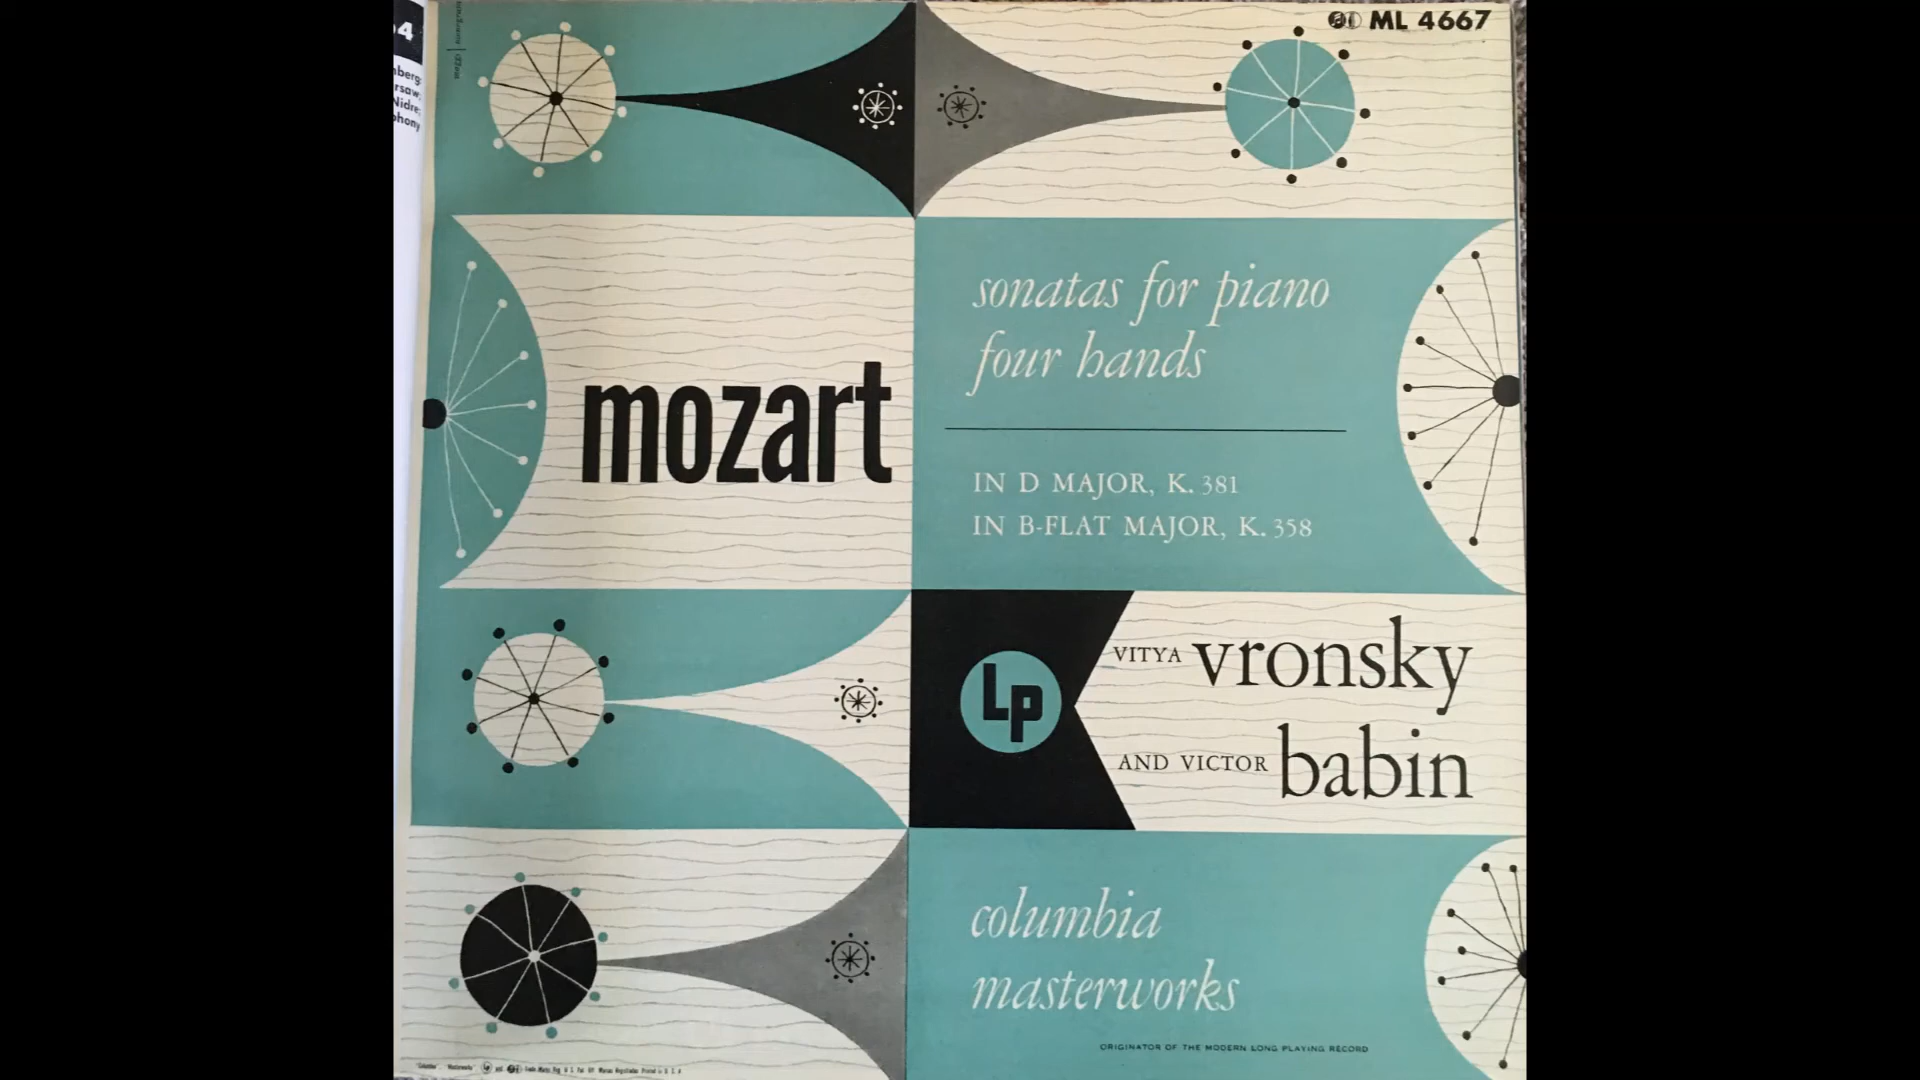 ML 4667
mozart
sonatas for piano
four hands
IN D MAJOR, K. 381
IN B-FLAT MAJOR, K. 358
Lp
VITYA vronsky
AND VICTOR babin
columbia
masterworks
ORIGINATOR OF THE MODERN LONG PLAYING RECORD